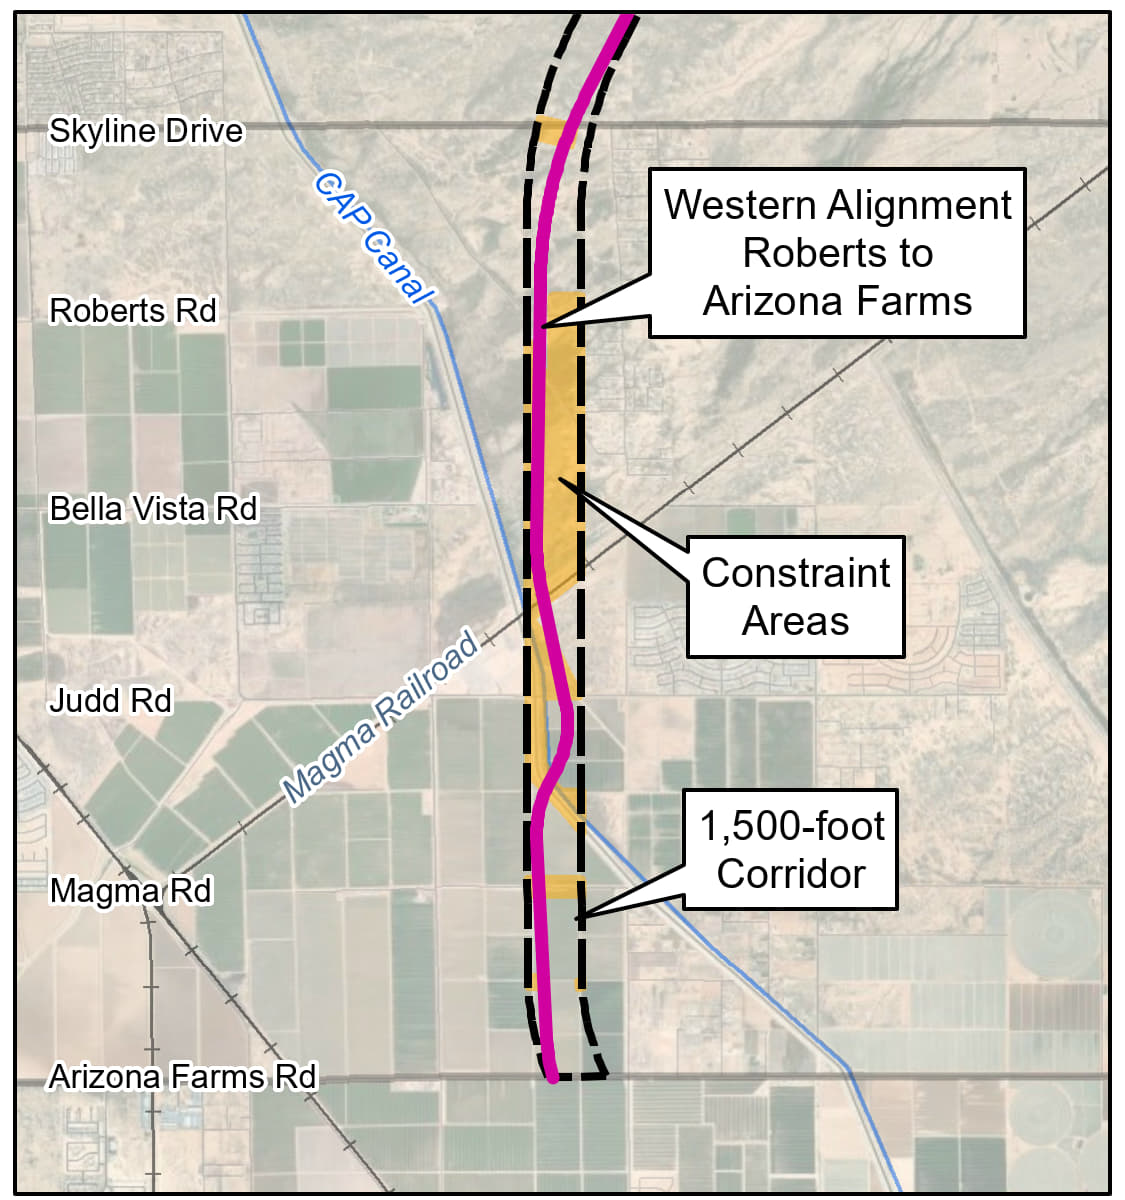 Skyline Drive
CAP Canal
Western Alignment
Roberts to
Arizona Farms
Roberts Rd
Bella Vista Rd
Constraint
Areas
Magma Railroad
Judd Rd
1,500-foot
Corridor
Magma Rd
Arizona Farms Rd